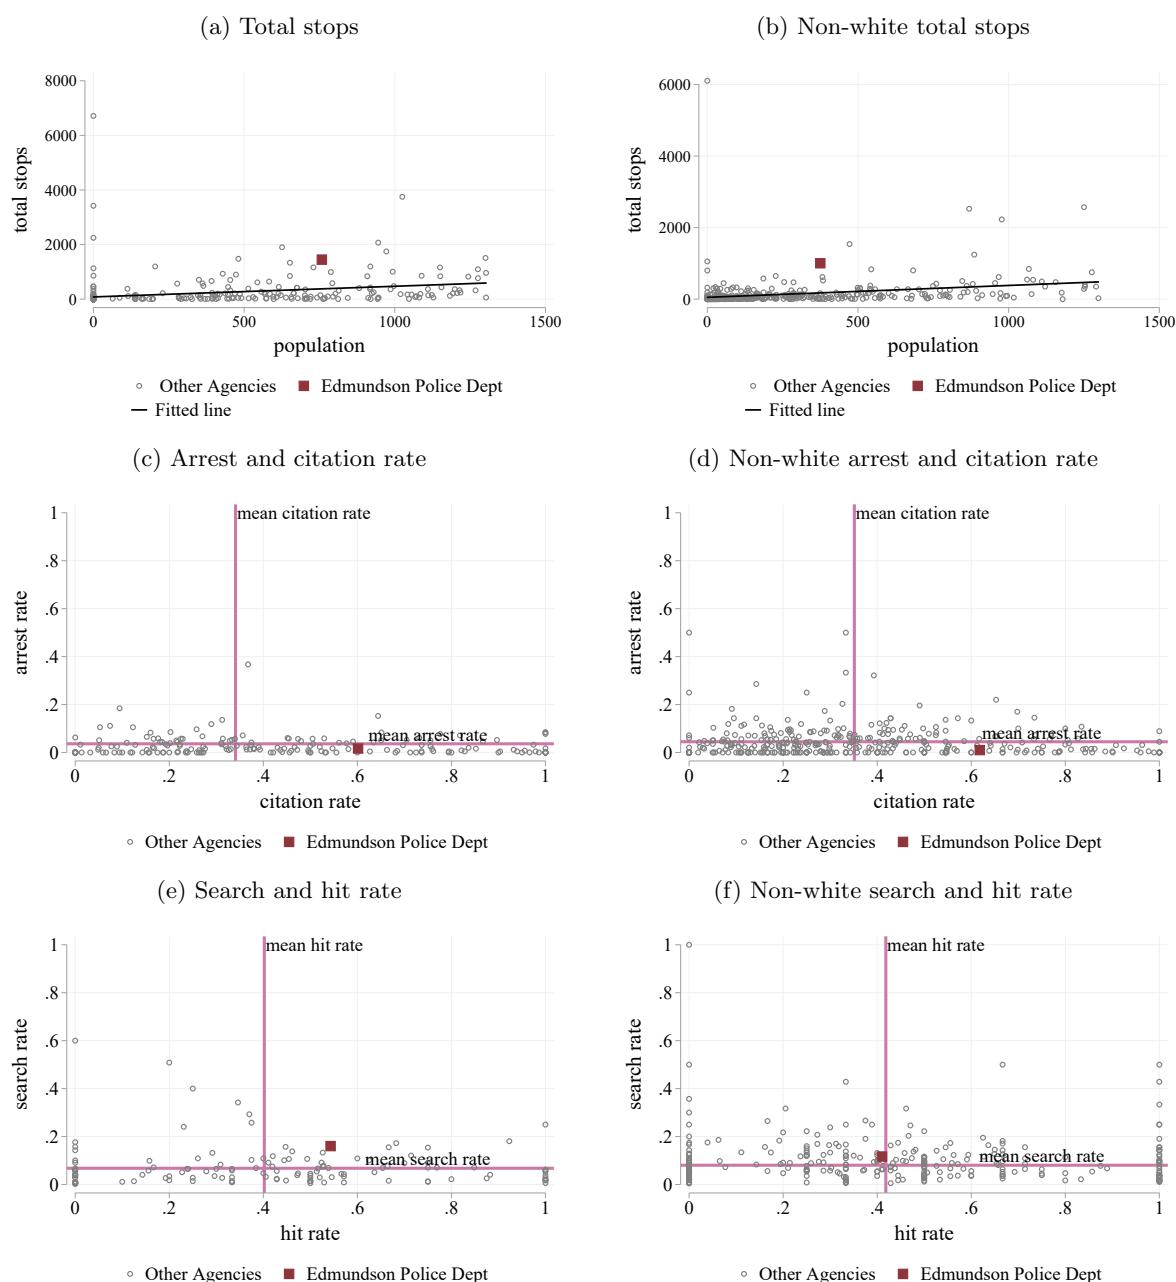 (a) Total stops
(b) Non-white total stops
total stops
8000
6000
4000
2000
0
0 500 1000 1500
population
Other Agencies Edmundson Police Dept
Fitted line
total stops
6000
4000
2000
0
0 500 1000 1500
population
Other Agencies Edmundson Police Dept
Fitted line
(c) Arrest and citation rate
(d) Non-white arrest and citation rate
arrest rate
1
.8
.6
.4
.2
0
mean citation rate
mean arrest rate
0 .2 .4 .6 .8 1
citation rate
Other Agencies Edmundson Police Dept
arrest rate
1
.8
.6
.4
.2
0
mean citation rate
mean arrest rate
0 .2 .4 .6 .8 1
citation rate
Other Agencies Edmundson Police Dept
(e) Search and hit rate
(f) Non-white search and hit rate
search rate
1
.8
.6
.4
.2
0
mean hit rate
mean search rate
0 .2 .4 .6 .8 1
hit rate
Other Agencies Edmundson Police Dept
search rate
1
.8
.6
.4
.2
0
mean hit rate
mean search rate
0 .2 .4 .6 .8 1
hit rate
Other Agencies Edmundson Police Dept